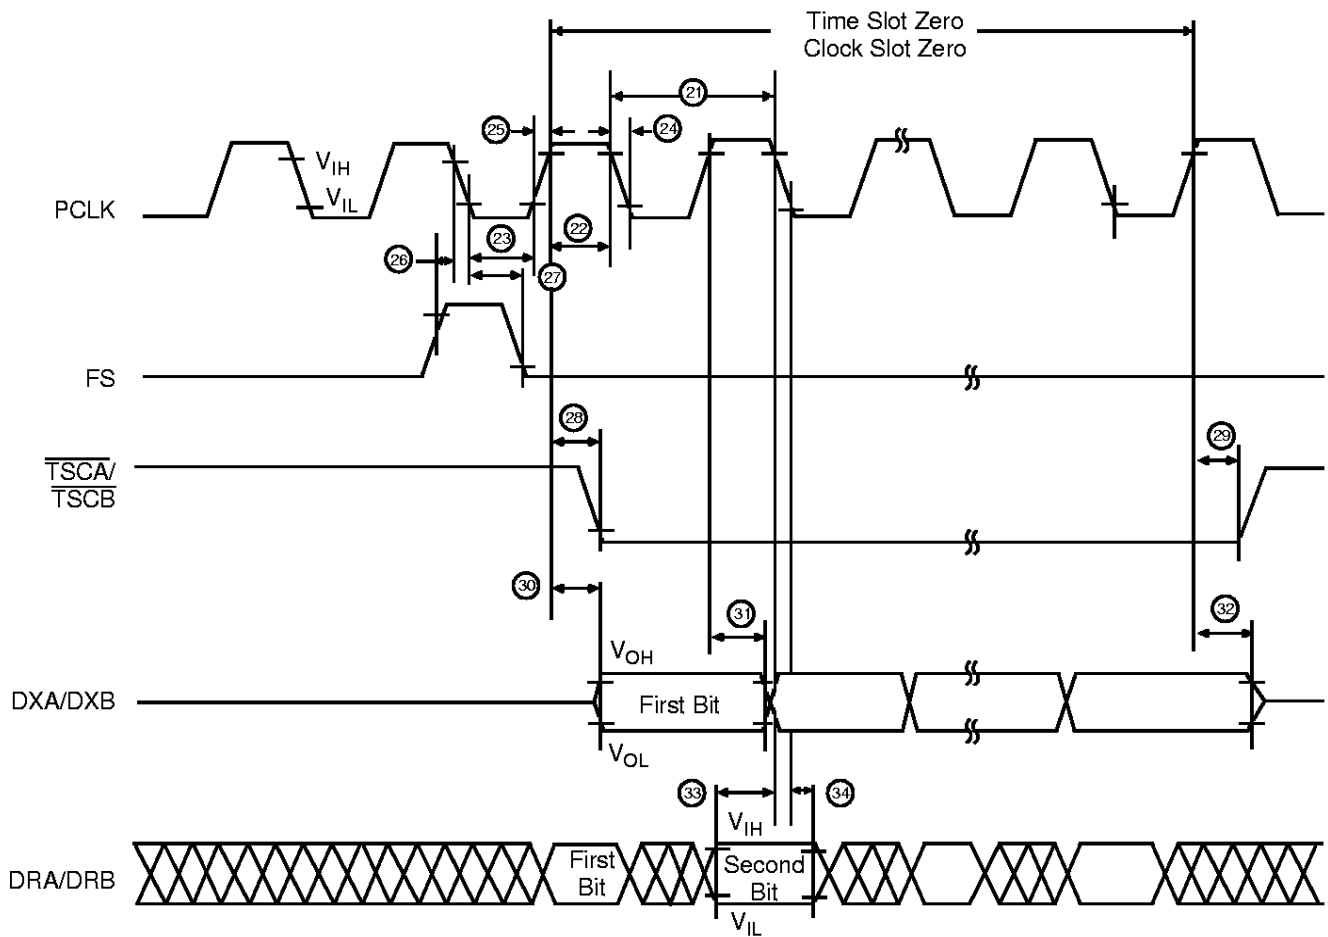 Time Slot Zero
Clock Slot Zero
21
25
24
V_IH
V_IL
PCLK
22
23
26
27
FS
28
29
TSCA/
TSCB
30
31
32
V_OH
DXA/DXB
First Bit
V_OL
33
34
V_IH
DRA/DRB
First
Bit
Second
Bit
V_IL